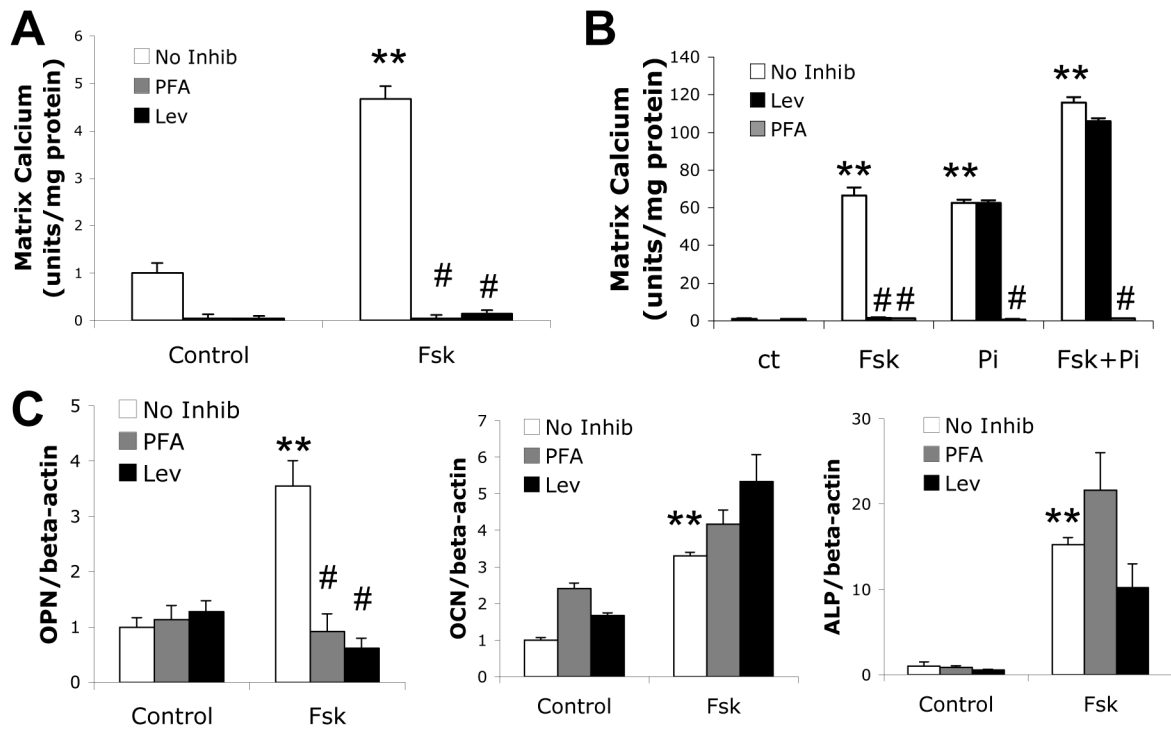 A
Matrix Calcium
(units/mg protein)
6
5
4
3
2
1
0
No Inhib
PFA
Lev
**
#
#
Control
Fsk
B
Matrix Calcium
(units/mg protein)
140
120
100
80
60
40
20
0
No Inhib
Lev
PFA
**
**
**
##
#
#
ct
Fsk
Pi
Fsk+Pi
C
OPN/beta-actin
5
4
3
2
1
0
No Inhib
PFA
Lev
**
#
#
Control
Fsk
OCN/beta-actin
7
6
5
4
3
2
1
0
No Inhib
PFA
Lev
**
Control
Fsk
ALP/beta-actin
30
20
10
0
No Inhib
PFA
Lev
**
Control
Fsk